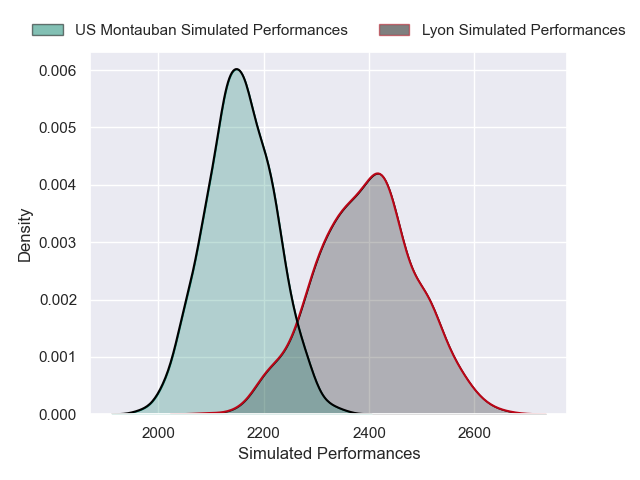 US Montauban Simulated Performances
Lyon Simulated Performances
0.006
0.005
0.004
0.003
0.002
0.001
0.000
Density
2000 2200 2400 2600
Simulated Performances